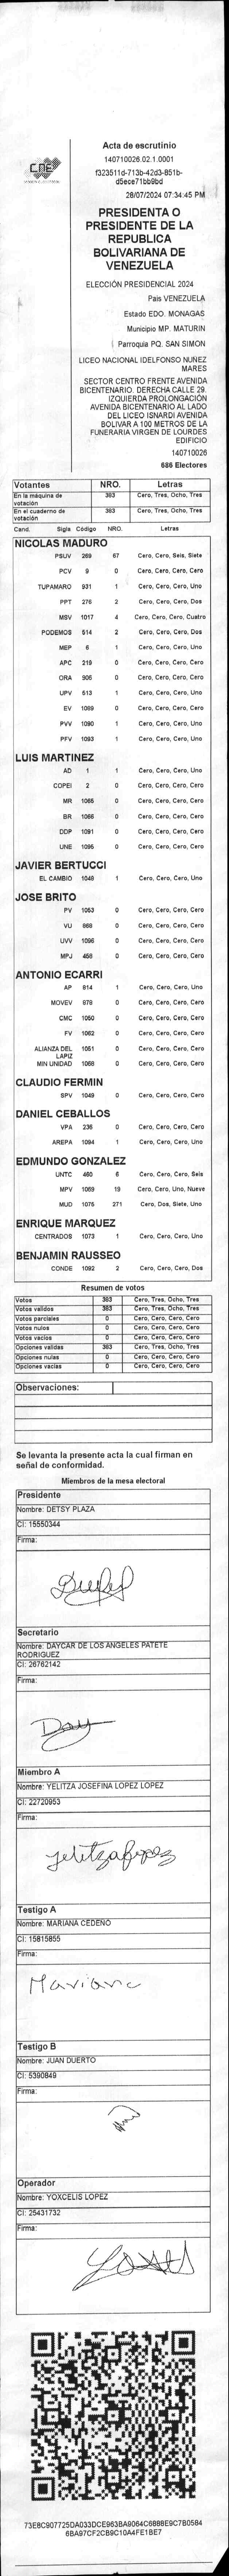 CNE
Acta de escrutinio
140710026.02.1.0001
f323511d-713b-42d3-851b-
d5ece71bb9bd
28/07/2024 07:34:45 PM
PRESIDENTA O
PRESIDENTE DE LA
REPUBLICA
BOLIVARIANA DE
VENEZUELA
ELECCIÓN PRESIDENCIAL 2024
Pais VENEZUELA
Estado EDO. MONAGAS
Municipio MP. MATURIN
Parroquia PQ. SAN SIMON
LICEO NACIONAL IDELFONSO NUÑEZ
MARES
SECTOR CENTRO FRENTE AVENIDA
BICENTENARIO. DERECHA CALLE 29.
IZQUIERDA PROLONGACIÓN
AVENIDA BICENTENARIO AL LADO
DEL LICEO ISNARDI AVENIDA
BOLIVAR A 100 METROS DE LA
FUNERARIA VIRGEN DE LOURDES
EDIFICIO
140710026
686 Electores
Votantes NRO. Letras
En la máquina de votación 383 Cero, Tres, Ocho, Tres
En el cuaderno de votación 383 Cero, Tres, Ocho, Tres
Cand. Sigla Código NRO. Letras
NICOLAS MADURO
PSUV 269 67 Cero, Cero, Seis, Siete
PCV 9 0 Cero, Cero, Cero, Cero
TUPAMARO 931 1 Cero, Cero, Cero, Uno
PPT 276 2 Cero, Cero, Cero, Dos
MSV 1017 4 Cero, Cero, Cero, Cuatro
PODEMOS 514 2 Cero, Cero, Cero, Dos
MEP 6 1 Cero, Cero, Cero, Uno
APC 219 0 Cero, Cero, Cero, Cero
ORA 906 0 Cero, Cero, Cero, Cero
UPV 513 1 Cero, Cero, Cero, Uno
EV 1089 0 Cero, Cero, Cero, Cero
PVV 1090 1 Cero, Cero, Cero, Uno
PFV 1093 1 Cero, Cero, Cero, Uno
LUIS MARTINEZ
AD 1 1 Cero, Cero, Cero, Uno
COPEI 2 0 Cero, Cero, Cero, Cero
MR 1065 0 Cero, Cero, Cero, Cero
BR 1066 0 Cero, Cero, Cero, Cero
DDP 1091 0 Cero, Cero, Cero, Cero
UNE 1095 0 Cero, Cero, Cero, Cero
JAVIER BERTUCCI
EL CAMBIO 1048 1 Cero, Cero, Cero, Uno
JOSE BRITO
PV 1053 0 Cero, Cero, Cero, Cero
VU 868 0 Cero, Cero, Cero, Cero
UVV 1096 0 Cero, Cero, Cero, Cero
MPJ 458 0 Cero, Cero, Cero, Cero
ANTONIO ECARRI
AP 814 1 Cero, Cero, Cero, Uno
MOVEV 978 0 Cero, Cero, Cero, Cero
CMC 1050 0 Cero, Cero, Cero, Cero
FV 1062 0 Cero, Cero, Cero, Cero
ALIANZA DEL LAPIZ 1051 0 Cero, Cero, Cero, Cero
MIN UNIDAD 1068 0 Cero, Cero, Cero, Cero
CLAUDIO FERMIN
SPV 1049 0 Cero, Cero, Cero, Cero
DANIEL CEBALLOS
VPA 236 0 Cero, Cero, Cero, Cero
AREPA 1094 1 Cero, Cero, Cero, Uno
EDMUNDO GONZALEZ
UNTC 460 6 Cero, Cero, Cero, Seis
MPV 1069 19 Cero, Cero, Uno, Nueve
MUD 1075 271 Cero, Dos, Siete, Uno
ENRIQUE MARQUEZ
CENTRADOS 1073 1 Cero, Cero, Cero, Uno
BENJAMIN RAUSSEO
CONDE 1092 2 Cero, Cero, Cero, Dos
Resumen de votos
Votos 383 Cero, Tres, Ocho, Tres
Votos validos 383 Cero, Tres, Ocho, Tres
Votos parciales 0 Cero, Cero, Cero, Cero
Votos nulos 0 Cero, Cero, Cero, Cero
Votos vacios 0 Cero, Cero, Cero, Cero
Opciones validas 383 Cero, Tres, Ocho, Tres
Opciones nulas 0 Cero, Cero, Cero, Cero
Opciones vacias 0 Cero, Cero, Cero, Cero
Observaciones:
Se levanta la presente acta la cual firman en
señal de conformidad.
Miembros de la mesa electoral
Presidente
Nombre: DETSY PLAZA
CI: 15550344
Firma:
Secretario
Nombre: DAYCAR DE LOS ANGELES PATETE
RODRIGUEZ
CI: 26762142
Firma:
Day
Miembro A
Nombre: YELITZA JOSEFINA LOPEZ LOPEZ
CI: 22720953
Firma:
yelitza lopez
Testigo A
Nombre: MARIANA CEDEÑO
CI: 15815855
Firma:
Mariana
Testigo B
Nombre: JUAN DUERTO
CI: 5390849
Firma:
Operador
Nombre: YOXCELIS LOPEZ
CI: 25431732
Firma:
73E8C907725DA033DCE963BA9064C6888E9C7B0584
6BA97CF2CB9C10A4FE1BE7